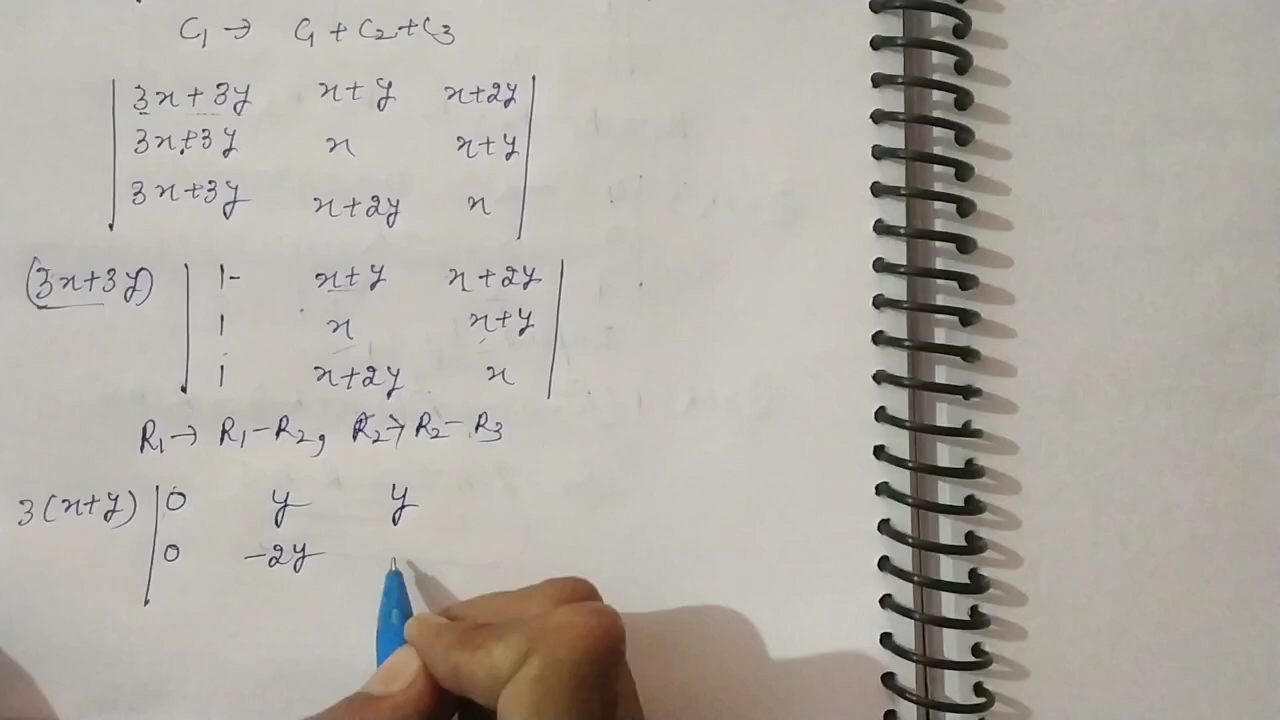 C₁ → C₁ + C₂ + C₃
| 3x + 3y x + y x+2y |
| 3x+3y x x+y |
| 3x+3y x+2y x |
(3x+3y) | 1 x+y x+2y |
| 1 x x+y |
| 1 x+2y x |
R₁ → R₁-R₂, R₂→R₂-R₃
3(x+y) | 0 y y
| 0 -2y